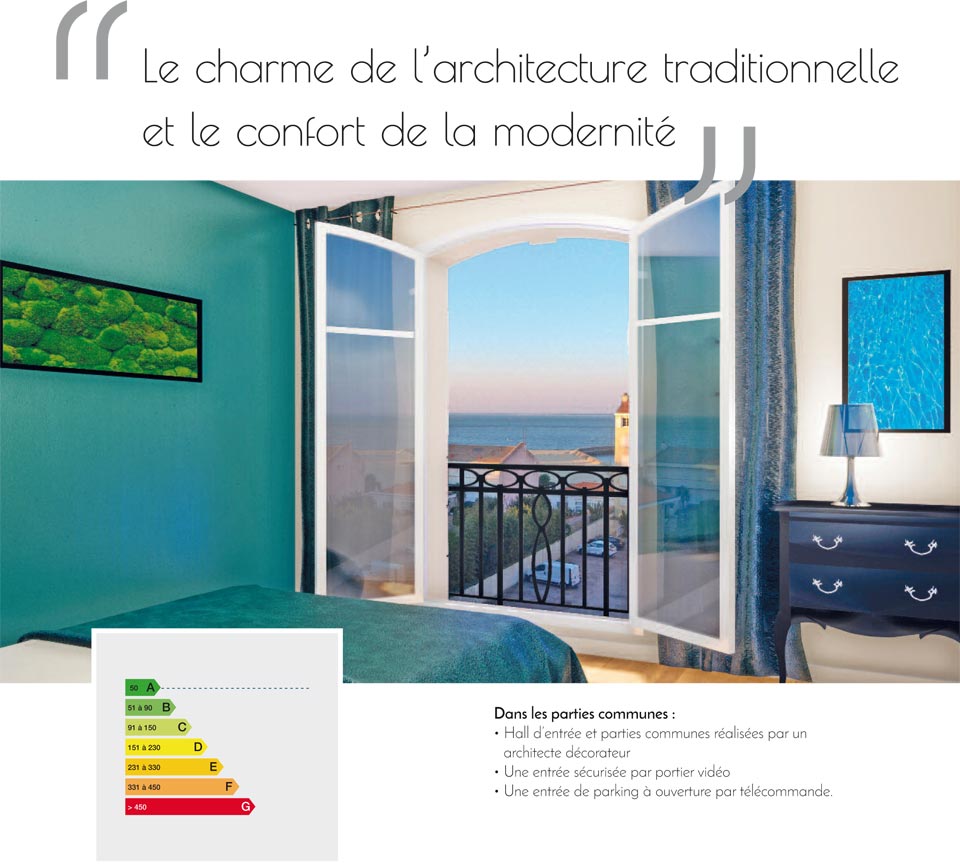 “ Le charme de l’architecture traditionnelle
et le confort de la modernité ”
50 A
51 à 90 B
91 à 150 C
151 à 230 D
231 à 330 E
331 à 450 F
> 450 G
Dans les parties communes :
• Hall d’entrée et parties communes réalisées par un
architecte décorateur
• Une entrée sécurisée par portier vidéo
• Une entrée de parking à ouverture par télécommande.